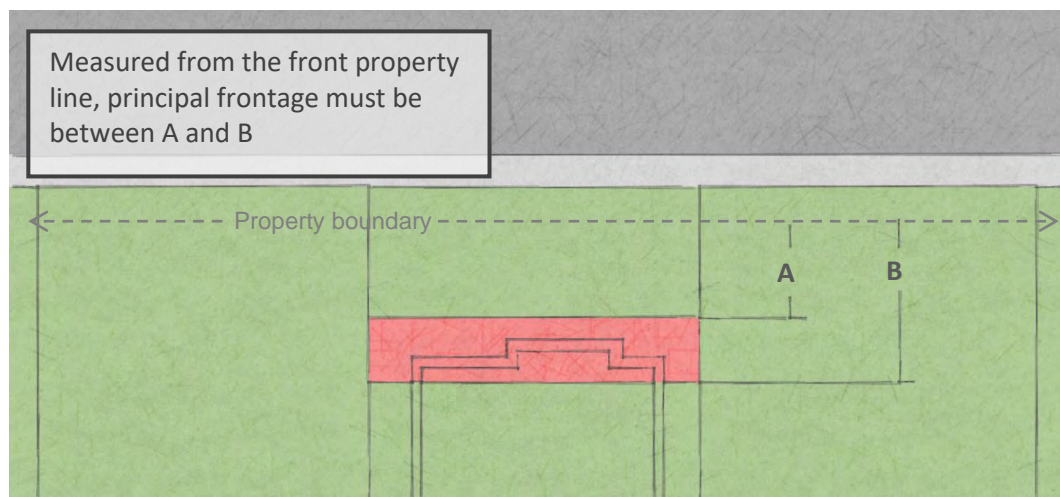 Measured from the front property
line, principal frontage must be
between A and B
Property boundary
A
B